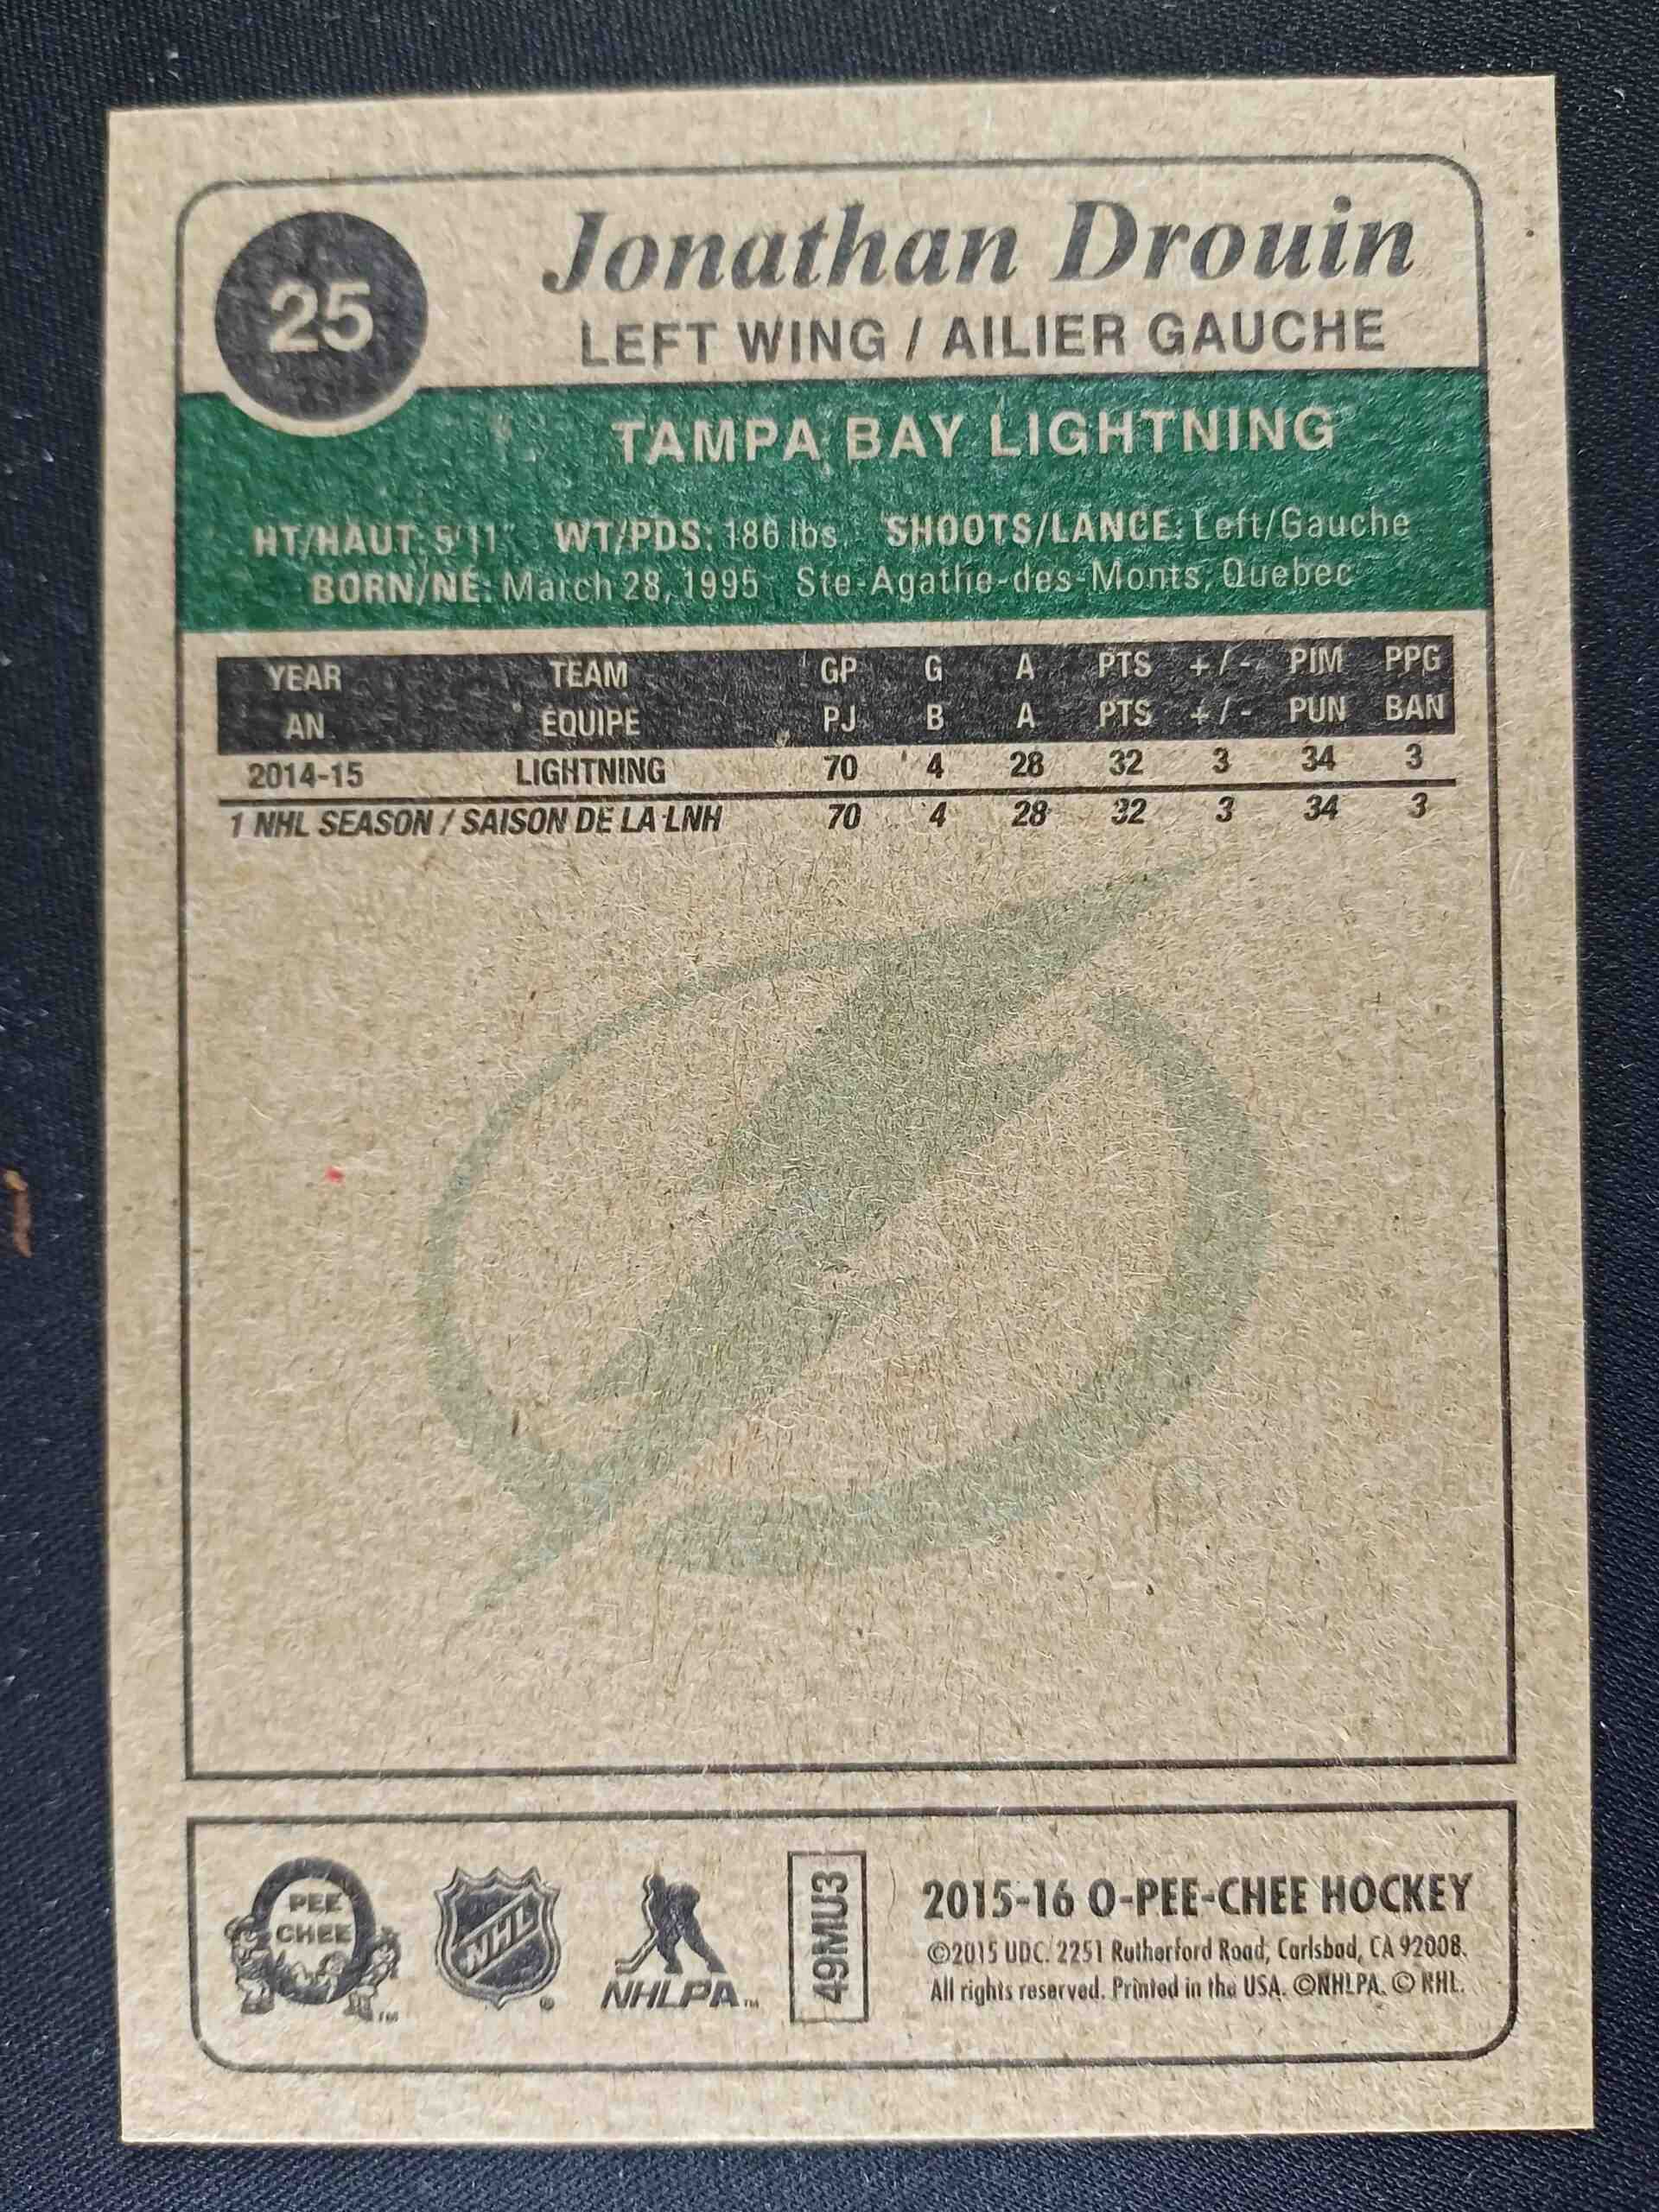 25
Jonathan Drouin
LEFT WING / AILIER GAUCHE
TAMPA BAY LIGHTNING
HT/HAUT: 5'11" WT/PDS: 186 lbs. SHOOTS/LANCE: Left/Gauche
BORN/NÉ: March 28, 1995 Ste-Agathe-des-Monts, Quebec
YEAR TEAM GP G A PTS +/- PIM PPG
AN ÉQUIPE PJ B A PTS +/- PUN BAN
2014-15 LIGHTNING 70 4 28 32 3 34 3
1 NHL SEASON / SAISON DE LA LNH 70 4 28 32 3 34 3
PEE
CHEE
TM
NHL
NHLPA TM
49MU3
2015-16 O-PEE-CHEE HOCKEY
©2015 UDC. 2251 Rutherford Road, Carlsbad, CA 92008.
All rights reserved. Printed in the USA. ©NHLPA. © NHL.